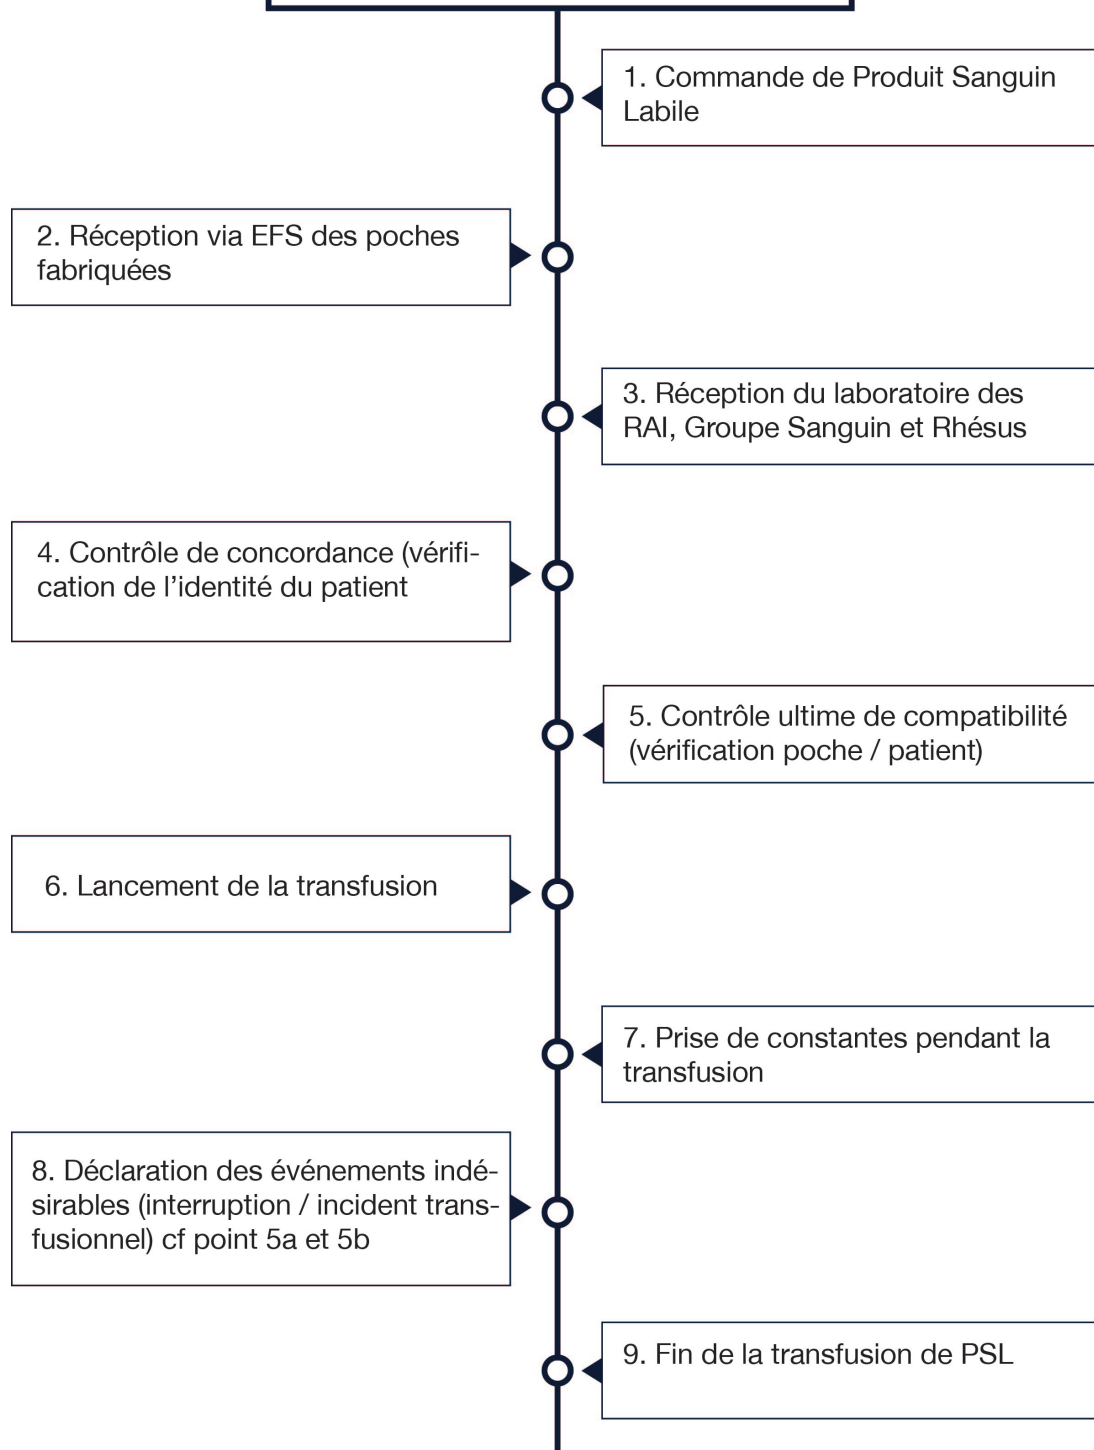 1. Commande de Produit Sanguin
Labile
2. Réception via EFS des poches
fabriquées
3. Réception du laboratoire des
RAI, Groupe Sanguin et Rhésus
4. Contrôle de concordance (vérifi-
cation de l’identité du patient
5. Contrôle ultime de compatibilité
(vérification poche / patient)
6. Lancement de la transfusion
7. Prise de constantes pendant la
transfusion
8. Déclaration des événements indé-
sirables (interruption / incident trans-
fusionnel) cf point 5a et 5b
9. Fin de la transfusion de PSL